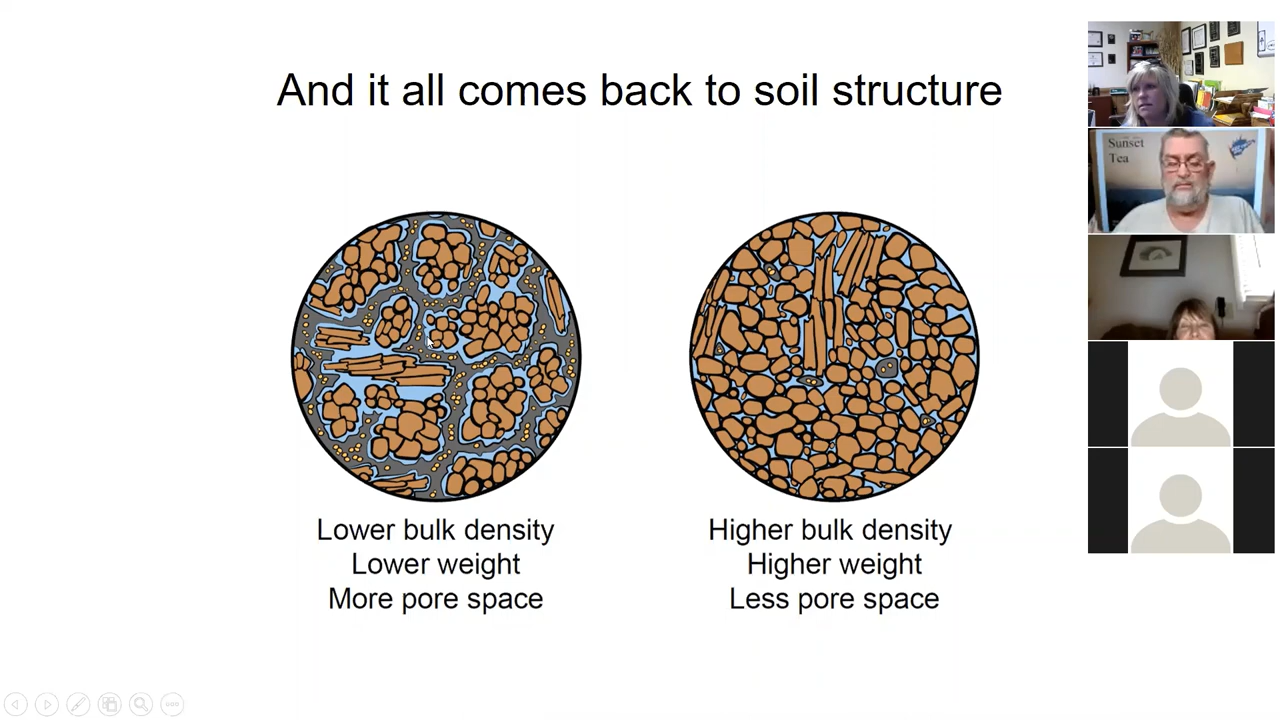 And it all comes back to soil structure
Sunset
Tea
Lower bulk density
Lower weight
More pore space
Higher bulk density
Higher weight
Less pore space